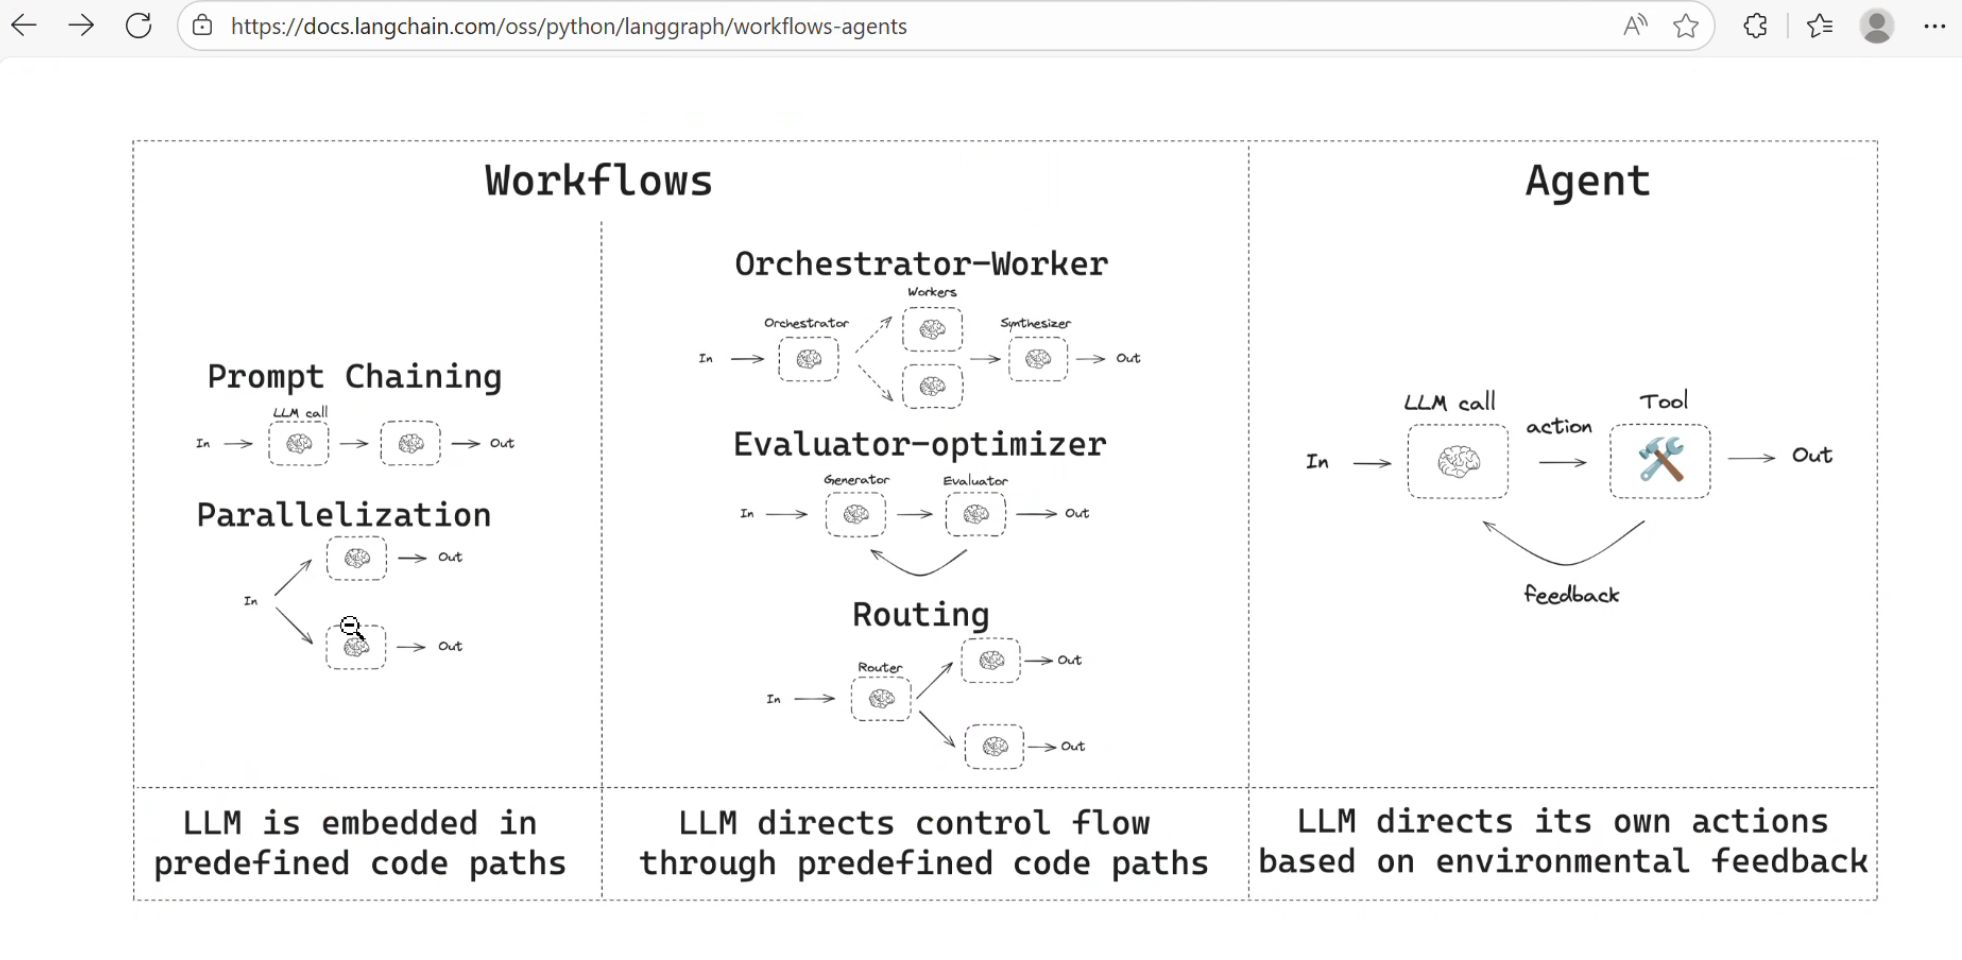 https://docs.langchain.com/oss/python/langgraph/workflows-agents
Workflows
Agent
Prompt Chaining
LLM call
In
Out
Parallelization
In
Out
Out
Orchestrator-Worker
Workers
Orchestrator
Synthesizer
In
Out
Evaluator-optimizer
Generator
Evaluator
In
Out
Routing
Router
In
Out
Out
LLM call
Tool
action
In
Out
feedback
LLM is embedded in
predefined code paths
LLM directs control flow
through predefined code paths
LLM directs its own actions
based on environmental feedback